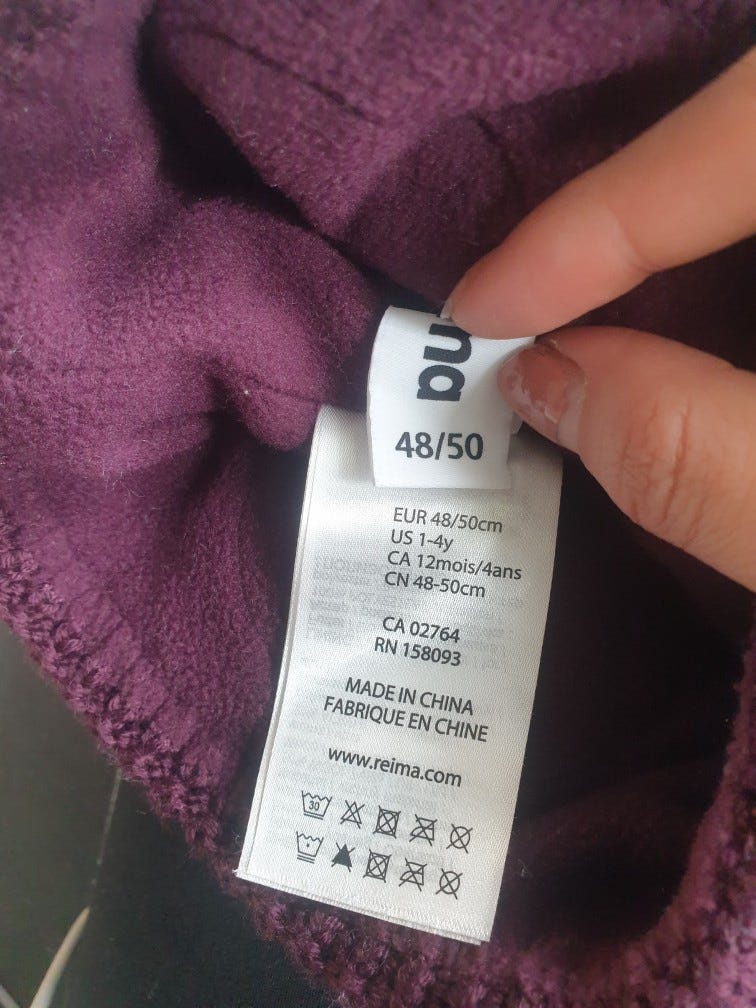 ma
48/50
EUR 48/50cm
US 1-4y
CA 12mois/4ans
CN 48-50cm
CA 02764
RN 158093
MADE IN CHINA
FABRIQUE EN CHINE
www.reima.com
30